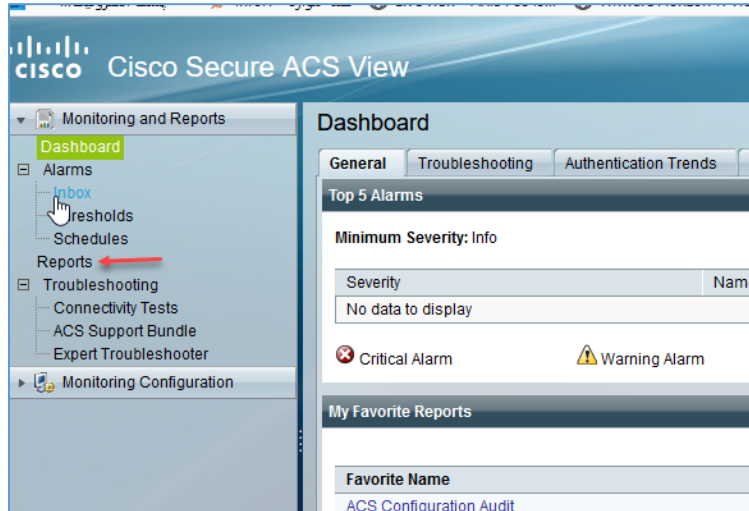 CISCO Cisco Secure ACS View
Monitoring and Reports
Dashboard
Alarms
Inbox
Thresholds
Schedules
Reports
Troubleshooting
Connectivity Tests
ACS Support Bundle
Expert Troubleshooter
Monitoring Configuration
Dashboard
General Troubleshooting Authentication Trends
Top 5 Alarms
Minimum Severity: Info
Severity Nam
No data to display
Critical Alarm Warning Alarm
My Favorite Reports
Favorite Name
ACS Configuration Audit